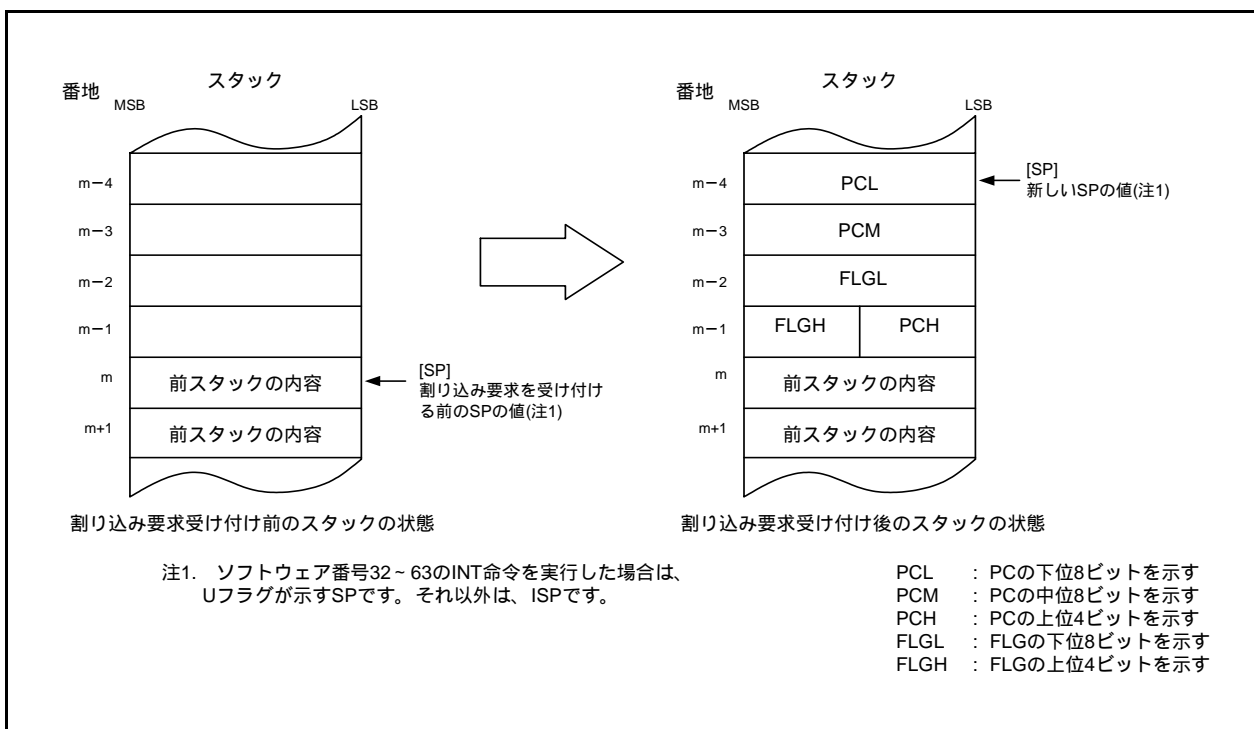 スタック
番地
MSB
LSB
m－4
m－3
m－2
m－1
m
前スタックの内容
[SP]
割り込み要求を受け付け
る前のSPの値(注1)
m+1
前スタックの内容
割り込み要求受け付け前のスタックの状態
スタック
番地
MSB
LSB
m－4
PCL
[SP]
新しいSPの値(注1)
m－3
PCM
m－2
FLGL
m－1
FLGH
PCH
m
前スタックの内容
m+1
前スタックの内容
割り込み要求受け付け後のスタックの状態
注1. ソフトウェア番号32~63のINT命令を実行した場合は、
Uフラグが示すSPです。それ以外は、ISPです。
PCL : PCの下位8ビットを示す
PCM : PCの中位8ビットを示す
PCH : PCの上位4ビットを示す
FLGL : FLGの下位8ビットを示す
FLGH : FLGの上位4ビットを示す